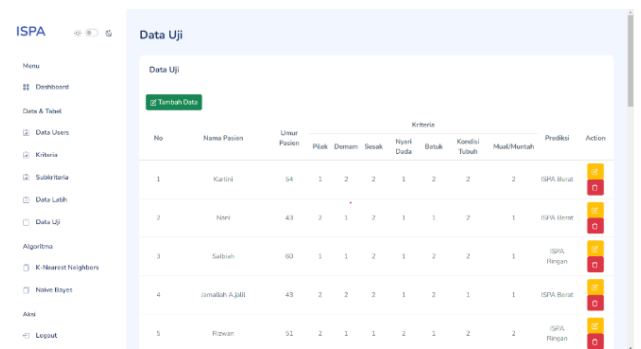 ISPA
Data Uji
Menu
Dashboard
Data & Tabel
Data Users
Kriteria
Subkriteria
Data Latih
Data Uji
Algoritma
K-Nearest Neighbors
Naive Bayes
Aksi
Logout
Data Uji
Tambah Data
No Nama Pasien Umur Pasien Kriteria Prediksi Action
Pilek Demam Sesak Nyeri Dada Batuk Kondisi Tubuh Mual/Muntah
1 Kartini 54 1 2 2 1 2 2 2 ISPA Berat
2 Noni 43 2 1 2 1 1 2 1 ISPA Berat
3 Salbiah 60 1 1 2 1 2 2 1 ISPA Ringan
4 Jamaliah A.jalil 43 2 2 2 1 2 1 1 ISPA Berat
5 Rizwan 51 2 1 1 2 1 2 2 ISPA Ringan